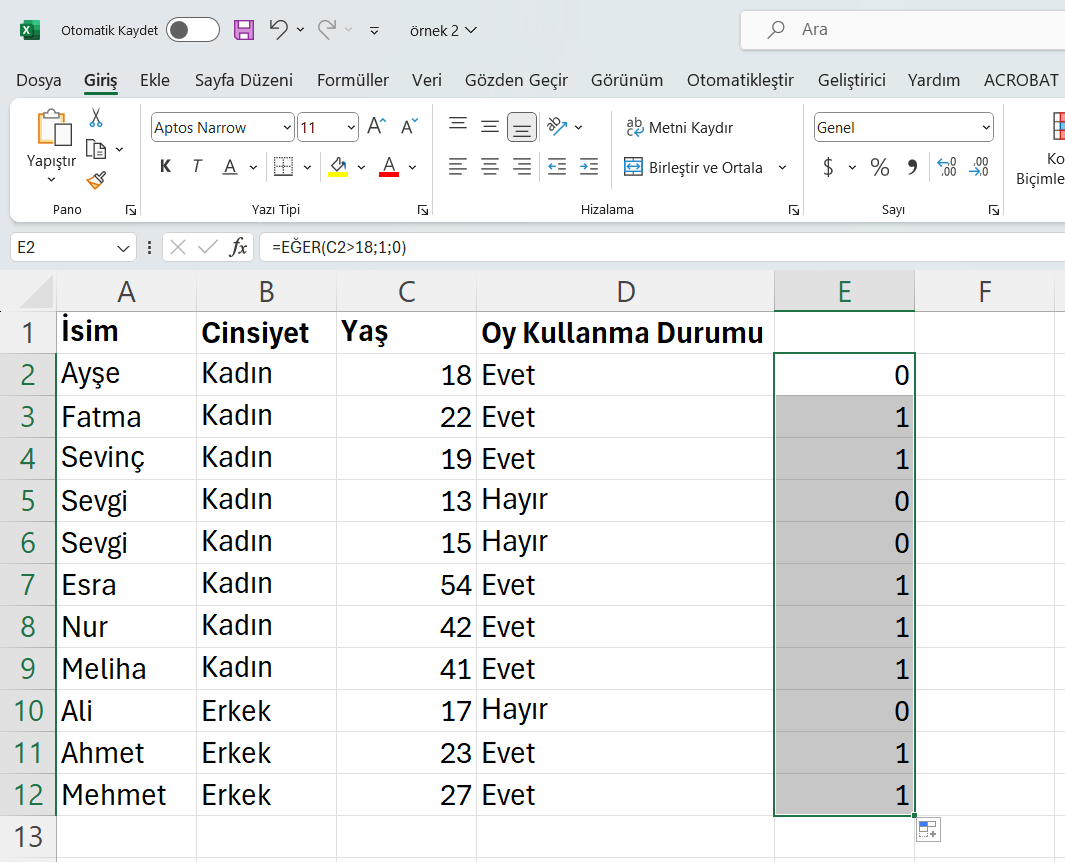 Otomatik Kaydet örnek 2 Ara
Dosya Giriş Ekle Sayfa Düzeni Formüller Veri Gözden Geçir Görünüm Otomatikleştir Geliştirici Yardım ACROBAT
Yapıştır
Aptos Narrow 11
K T A A
ab Metni Kaydır
Birleştir ve Ortala
Genel
$ % 
Ko
Biçimle
Pano Yazı Tipi Hizalama Sayı
E2 fx =EĞER(C2>18;1;0)
A B C D E F
1 İsim Cinsiyet Yaş Oy Kullanma Durumu
2 Ayşe Kadın 18 Evet 0
3 Fatma Kadın 22 Evet 1
4 Sevinç Kadın 19 Evet 1
5 Sevgi Kadın 13 Hayır 0
6 Sevgi Kadın 15 Hayır 0
7 Esra Kadın 54 Evet 1
8 Nur Kadın 42 Evet 1
9 Meliha Kadın 41 Evet 1
10 Ali Erkek 17 Hayır 0
11 Ahmet Erkek 23 Evet 1
12 Mehmet Erkek 27 Evet 1
13